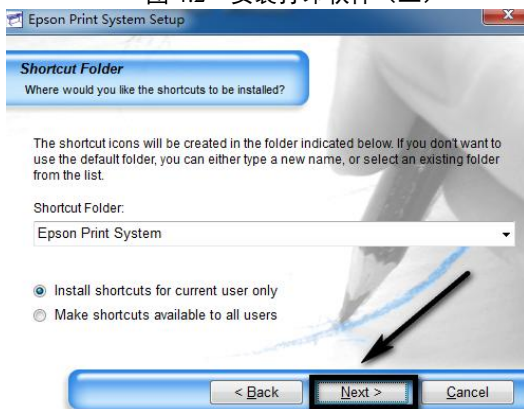 Epson Print System Setup
Shortcut Folder
Where would you like the shortcuts to be installed?
The shortcut icons will be created in the folder indicated below. If you don't want to
use the default folder, you can either type a new name, or select an existing folder
from the list.
Shortcut Folder:
Epson Print System
Install shortcuts for current user only
Make shortcuts available to all users
< Back
Next >
Cancel